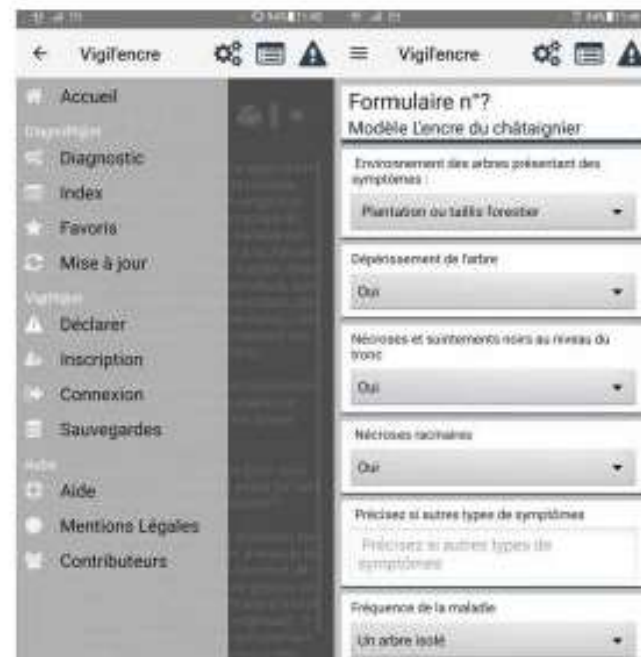 Vigil'encre
Accueil
Diagnostic
Index
Favoris
Mise à jour
Déclarer
Inscription
Connexion
Sauvegardes
Aide
Aide
Mentions Légales
Contributeurs
Vigil'encre
Formulaire n°?
Modèle L'encre du châtaignier
Environnement des arbres présentant des
symptômes :
Plantation ou taillis forestier
Dépérissement de l'arbre
Oui
Nécroses et suintements noirs au niveau du
tronc
Oui
Nécroses racinaires
Oui
Précisez si autres types de symptômes
Précisez si autres types de
symptômes
Fréquence de la maladie
Un arbre isolé